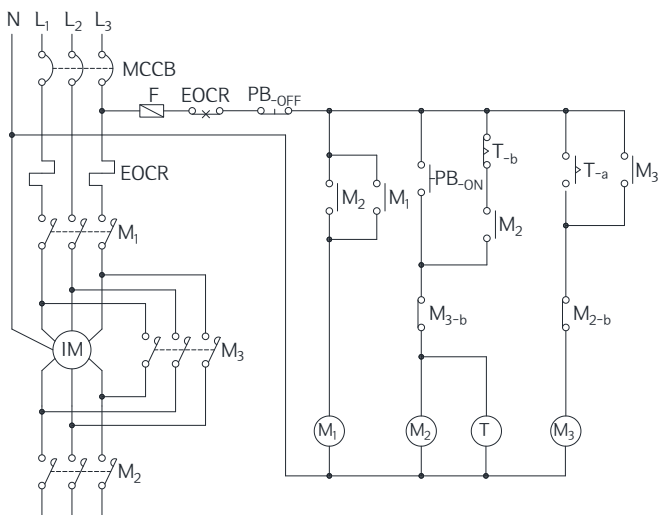 N L₁ L₂ L₃
MCCB
F EOCR PB-OFF
EOCR
T-b
PB-ON
T-a
M₃
M₂
M₁
M₂
M₁
M₃-b
M₂-b
IM
M₃
M₁
M₂
T
M₃
M₂